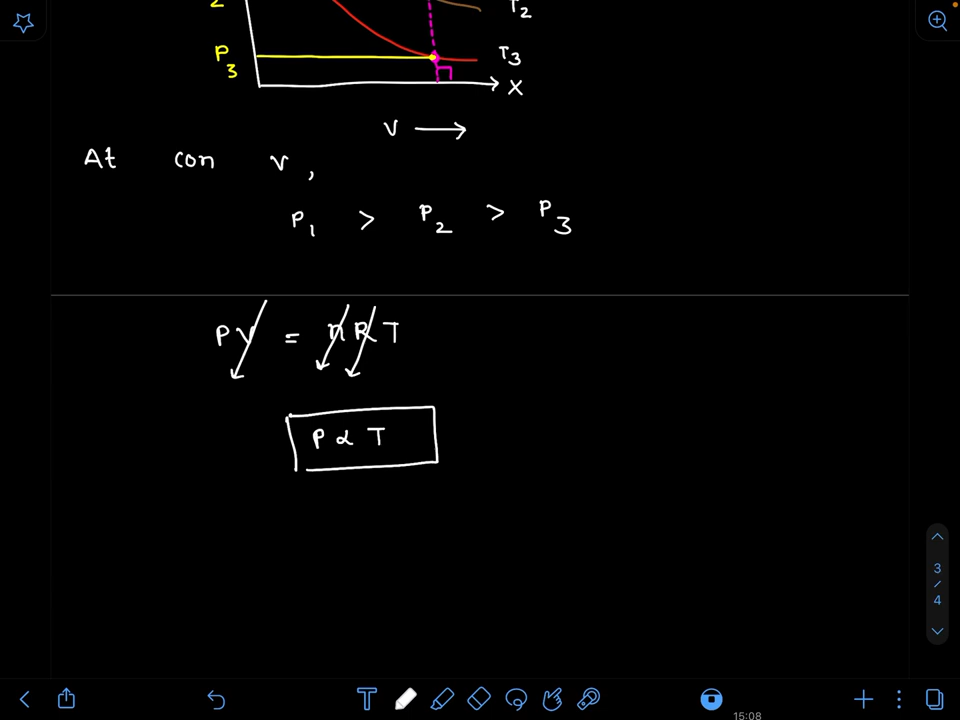 2 T2
P3 T3
X
V ⟶
At con v,
P1 > P2 > P3
PV = nRT
P ∝ T
3
/
4
T
15:08